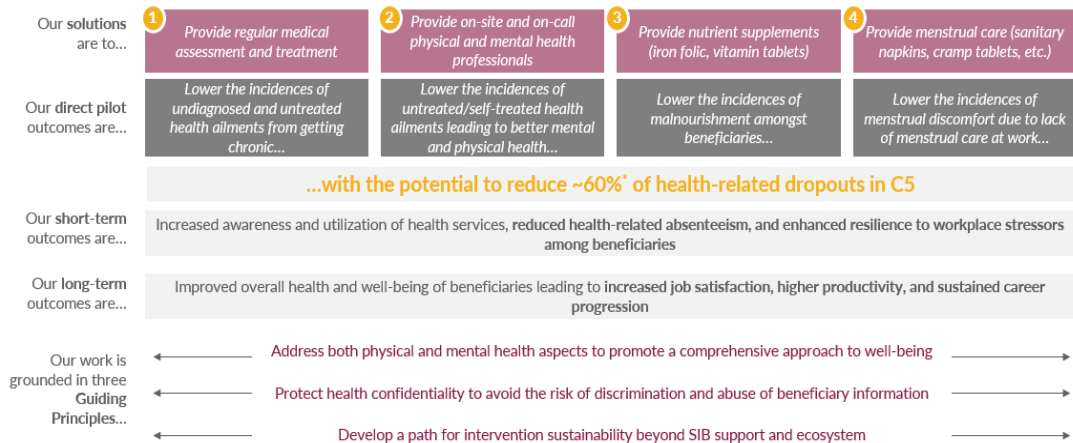 Our solutions
are to...
1
Provide regular medical
assessment and treatment
2
Provide on-site and on-call
physical and mental health
professionals
3
Provide nutrient supplements
(iron folic, vitamin tablets)
4
Provide menstrual care (sanitary
napkins, cramp tablets, etc.)
Our direct pilot
outcomes are...
Lower the incidences of
undiagnosed and untreated
health ailments from getting
chronic...
Lower the incidences of
untreated/self-treated health
ailments leading to better mental
and physical health...
Lower the incidences of
malnourishment amongst
beneficiaries...
Lower the incidences of
menstrual discomfort due to lack
of menstrual care at work...
...with the potential to reduce ~60%* of health-related dropouts in C5
Our short-term
outcomes are...
Increased awareness and utilization of health services, reduced health-related absenteeism, and enhanced resilience to workplace stressors
among beneficiaries
Our long-term
outcomes are...
Improved overall health and well-being of beneficiaries leading to increased job satisfaction, higher productivity, and sustained career
progression
Our work is
grounded in three
Guiding
Principles...
Address both physical and mental health aspects to promote a comprehensive approach to well-being
Protect health confidentiality to avoid the risk of discrimination and abuse of beneficiary information
Develop a path for intervention sustainability beyond SIB support and ecosystem